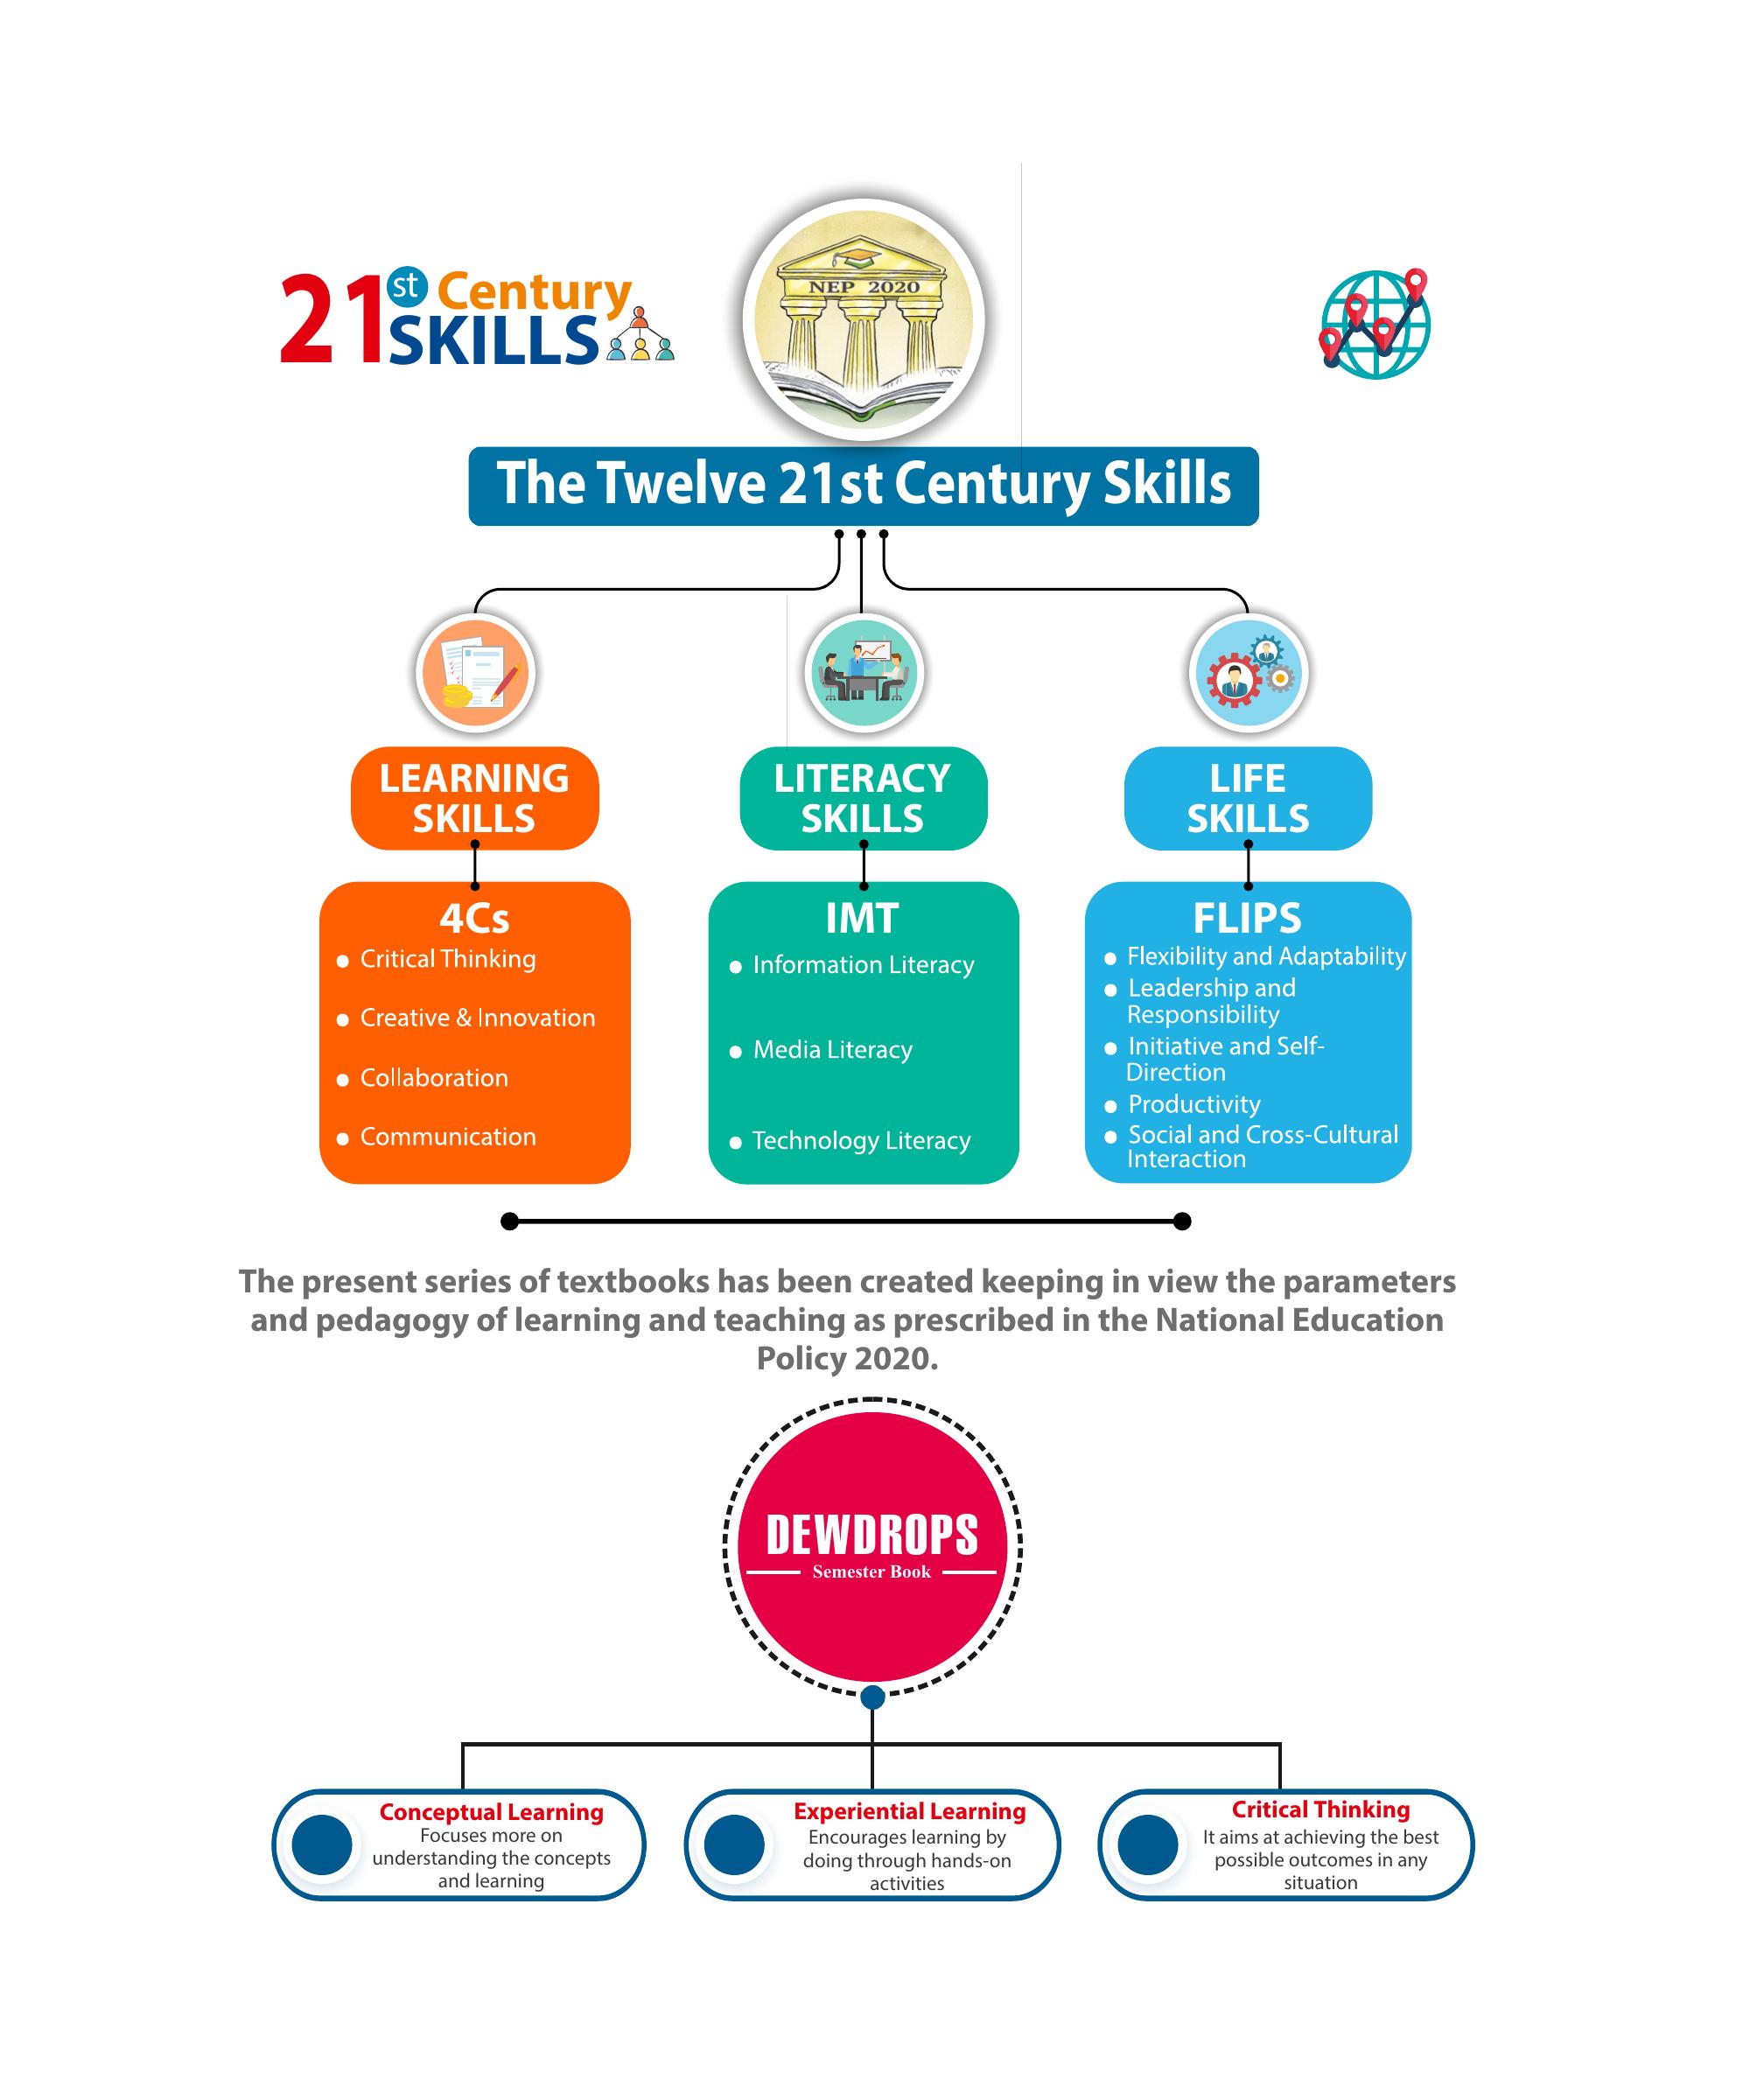 21st Century
SKILLS
NEP 2020
The Twelve 21st Century Skills
LEARNING
SKILLS
4Cs
● Critical Thinking
● Creative & Innovation
● Collaboration
● Communication
LITERACY
SKILLS
IMT
● Information Literacy
● Media Literacy
● Technology Literacy
LIFE
SKILLS
FLIPS
● Flexibility and Adaptability
● Leadership and
Responsibility
● Initiative and Self-
Direction
● Productivity
● Social and Cross-Cultural
Interaction
The present series of textbooks has been created keeping in view the parameters
and pedagogy of learning and teaching as prescribed in the National Education
Policy 2020.
DEWDROPS
Semester Book
Conceptual Learning
Focuses more on
understanding the concepts
and learning
Experiential Learning
Encourages learning by
doing through hands-on
activities
Critical Thinking
It aims at achieving the best
possible outcomes in any
situation